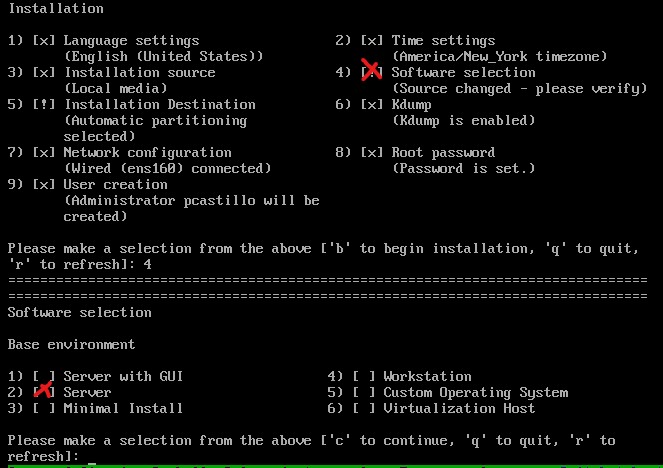 Installation
1) [x] Language settings 2) [x] Time settings
(English (United States)) (America/New_York timezone)
3) [x] Installation source 4) [!] Software selection
(Local media) (Source changed - please verify)
5) [!] Installation Destination 6) [x] Kdump
(Automatic partitioning (Kdump is enabled)
selected)
7) [x] Network configuration 8) [x] Root password
(Wired (ens160) connected) (Password is set.)
9) [x] User creation
(Administrator pcastillo will be
created)
Please make a selection from the above ['b' to begin installation, 'q' to quit,
'r' to refresh]: 4
================================================================================
================================================================================
Software selection
Base environment
1) [ ] Server with GUI 4) [ ] Workstation
2) [ ] Server 5) [ ] Custom Operating System
3) [ ] Minimal Install 6) [ ] Virtualization Host
Please make a selection from the above ['c' to continue, 'q' to quit, 'r' to
refresh]: